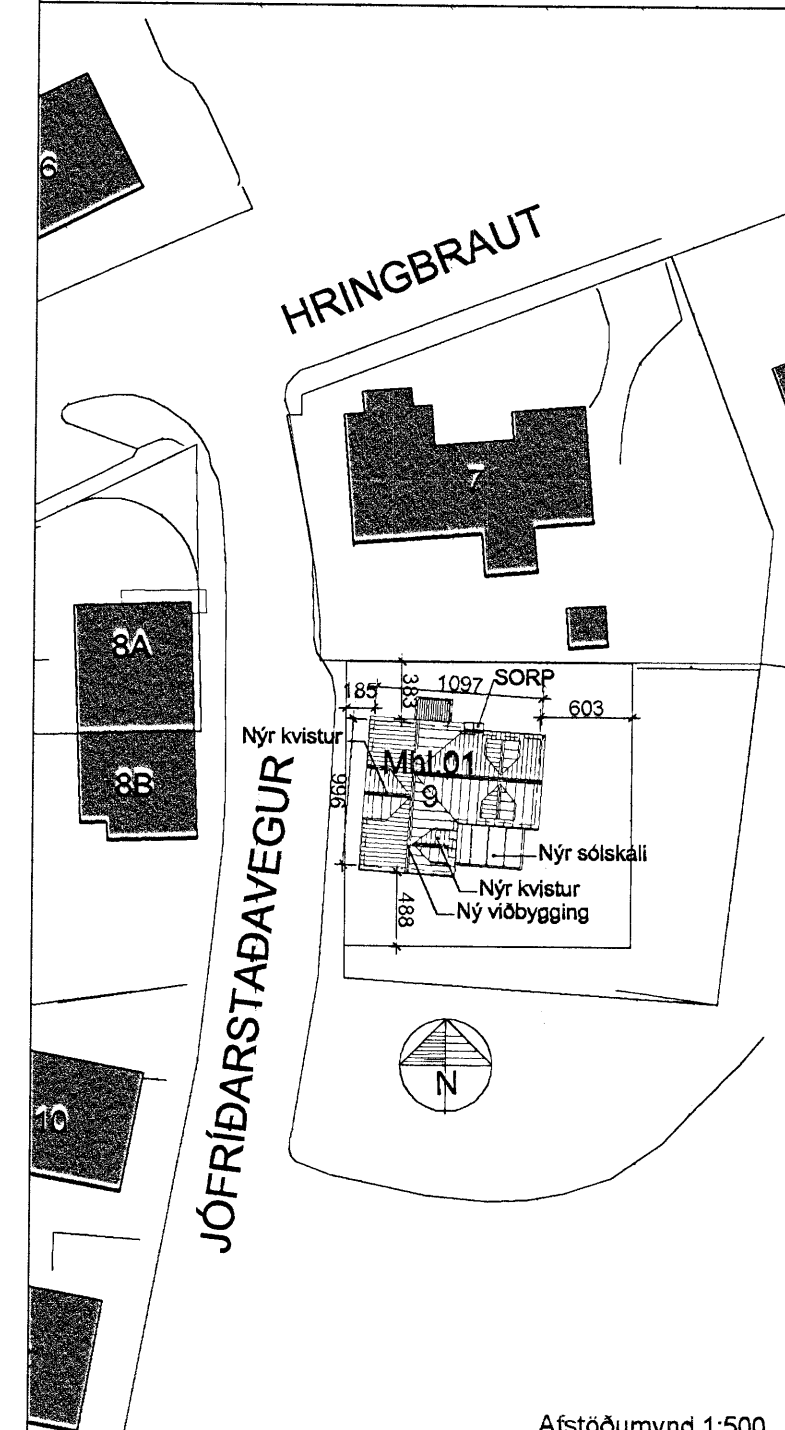 6
HRINGBRAUT
7
8A
8B
383
185
1097
SORP
603
Nýr kvistur
Mhl.01
9
966
Nýr sólskáli
Nýr kvistur
Ný viðbygging
488
JÓFRÍÐARSTAÐAVEGUR
N
10
Afstöðumynd 1:500